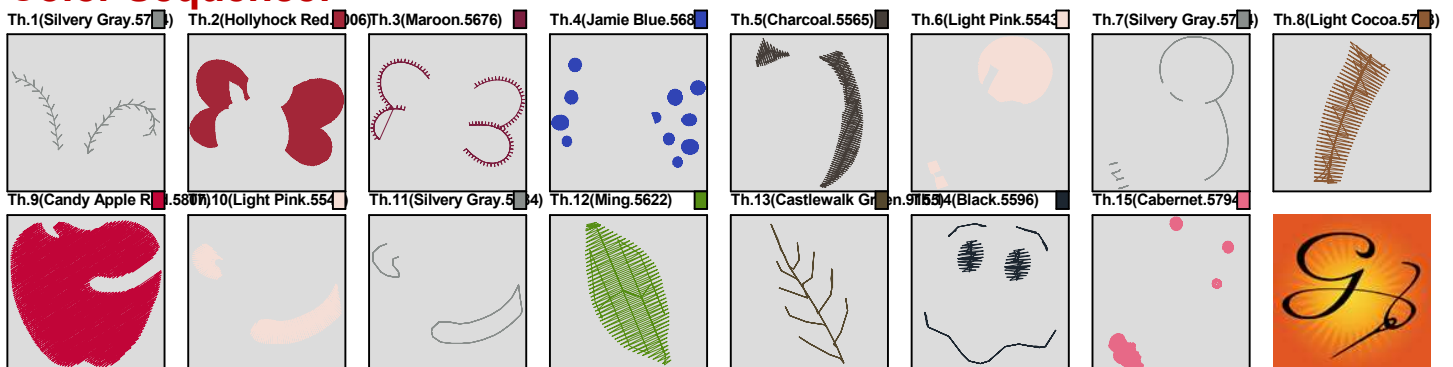 Th.1(Silvery Gray.57
Th.2(Hollyhock Red.
Th.3(Maroon.5676)
Th.4(Jamie Blue.568
Th.5(Charcoal.5565)
Th.6(Light Pink.5543
Th.7(Silvery Gray.57
Th.8(Light Cocoa.57
Th.9(Candy Apple R
Th.10(Light Pink.554
Th.11(Silvery Gray.5
Th.12(Ming.5622)
Th.13(Castlewalk Gr
(Black.5596)
Th.15(Cabernet.5794